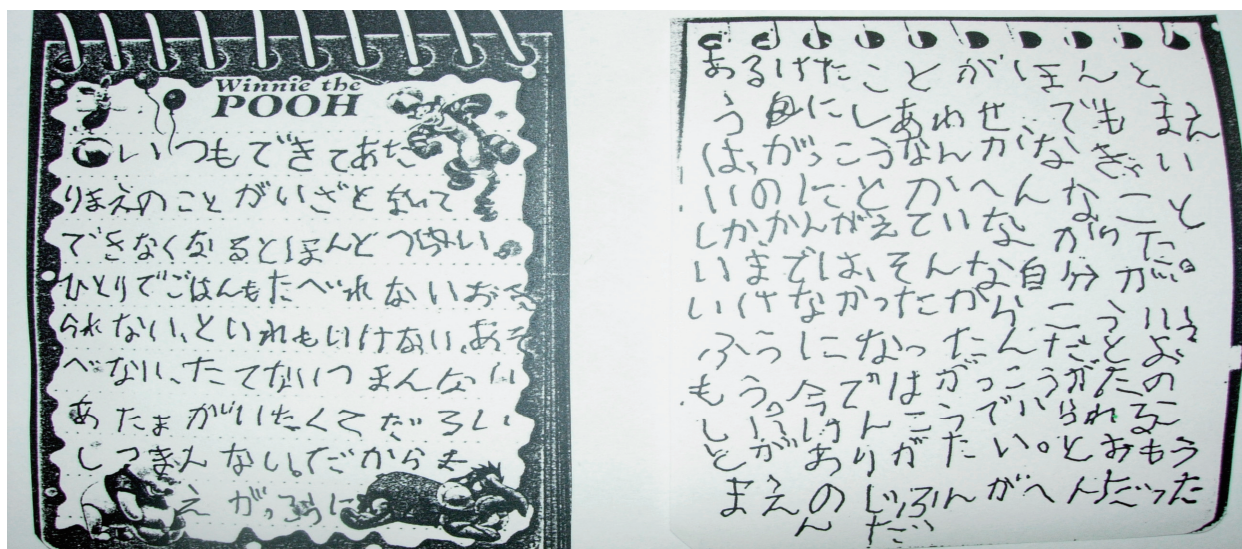 Winnie the
POOH
いつもできてあた
りまえのことがいざとなって
できなくなるとほんとつらい
ひとりでごはんもたべれないおき
られない、といれもいけない、あそ
べない、たてないつまんない
あたまがいたくてだるい
しつまんない。だからま
えがっこうに
あるけたことがほんと
うにしあわせ。でもまえ
は、がっこうなんかなぎい
いのにとかへんなこと
しかかんがえていながった。
いまでは、そんな自分が
いけなかったからこういう
ふうになったんだとお
もう。今ではがっこうがたの
しいけんこうでいられるこ
とがありがたい。とおもう
まえのじぶんがへんだった
んだ